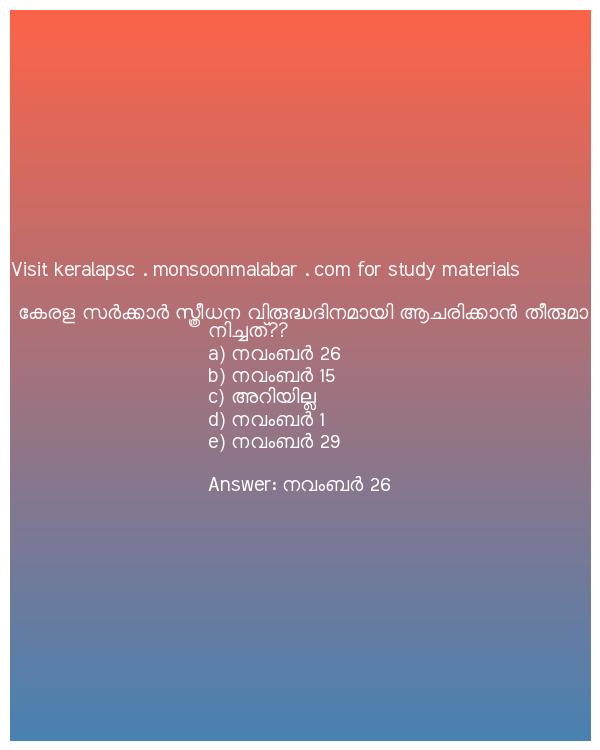 Visit keralapsc . monsoonmalabar . com for study materials
കേരള സർക്കാർ സ്ത്രീധന വിരുദ്ധദിനമായി ആചരിക്കാൻ തീരുമാ
നിച്ചത്??
a) നവംബർ 26
b) നവംബർ 15
c) അറിയില്ല
d) നവംബർ 1
e) നവംബർ 29
Answer: നവംബർ 26